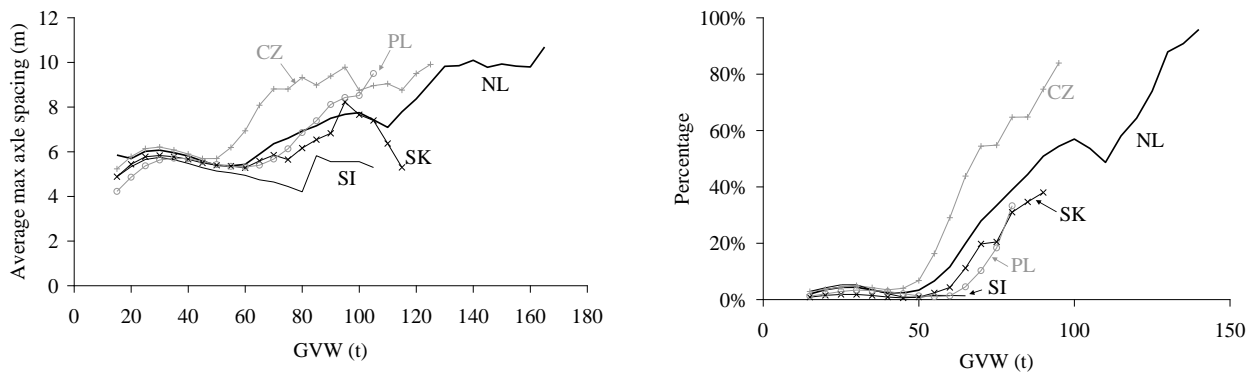 12
10
8
6
4
2
0
Average max axle spacing (m)
CZ
PL
NL
SK
SI
0 20 40 60 80 100 120 140 160 180
GVW (t)
100%
80%
60%
40%
20%
0%
Percentage
CZ
NL
SK
PL
SI
0 50 100 150
GVW (t)